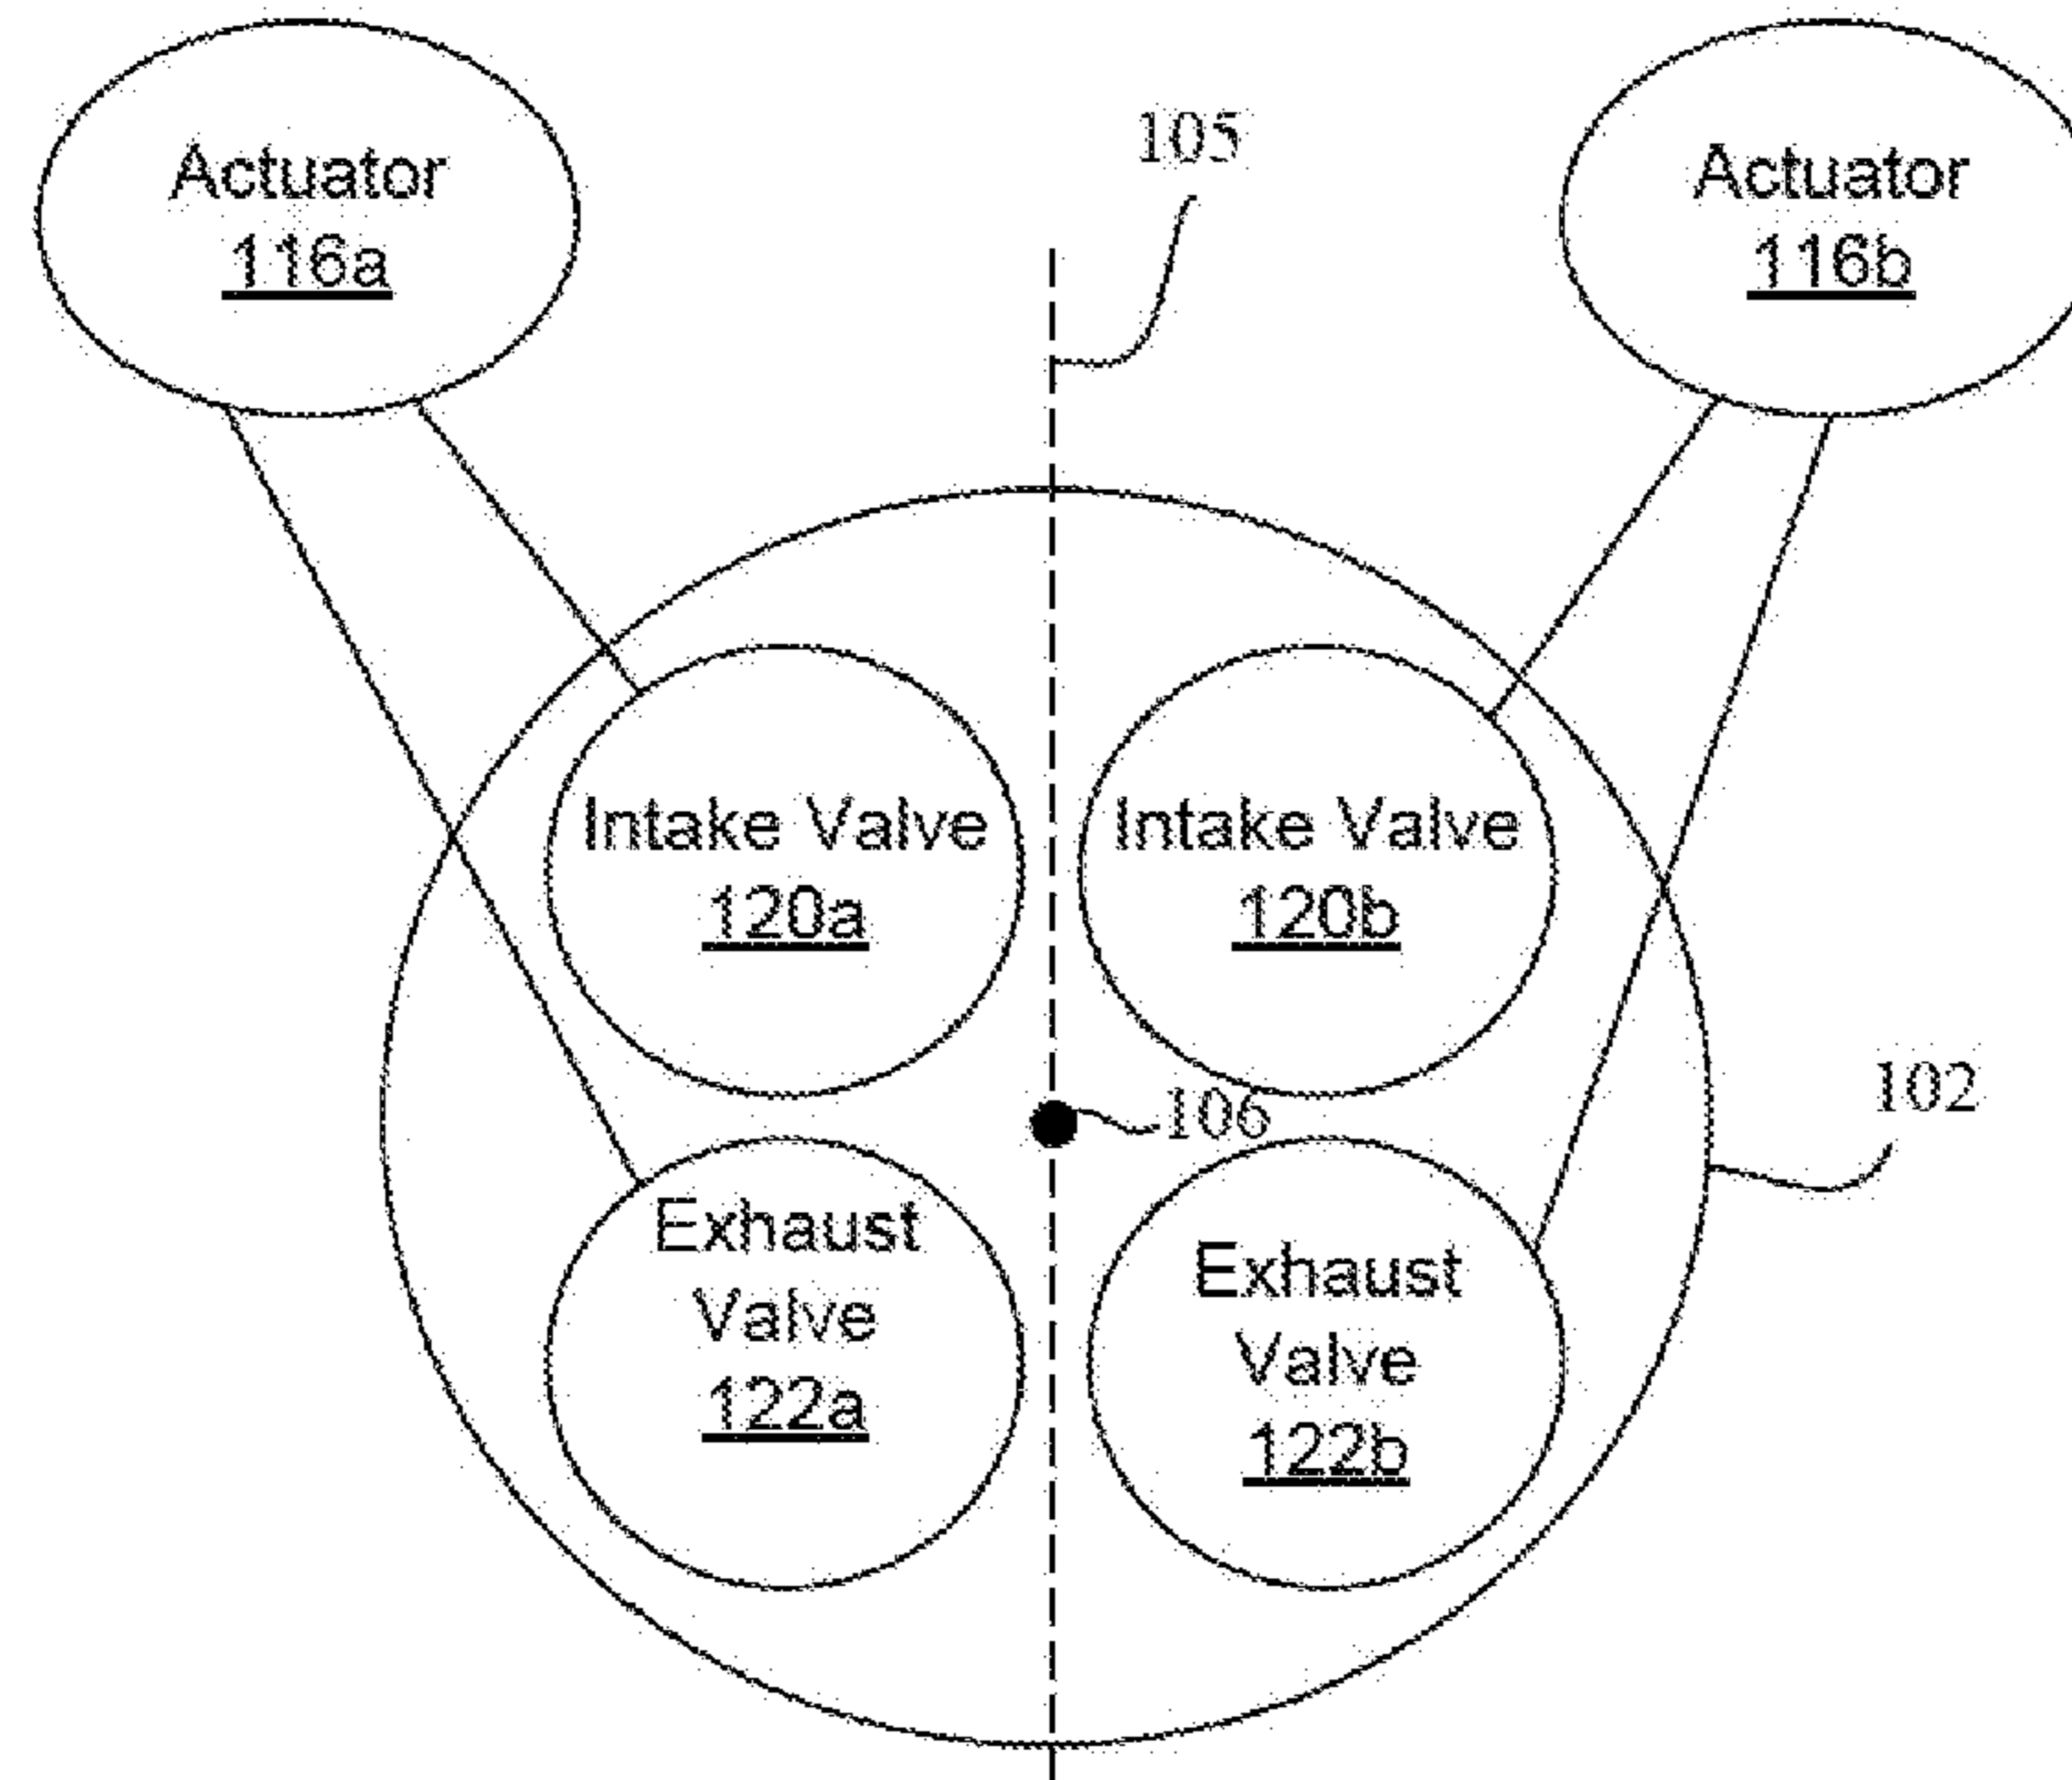 Actuator
116a
105
Actuator
116b
Intake Valve
120a
Intake Valve
120b
106
102
Exhaust
Valve
122a
Exhaust
Valve
122b